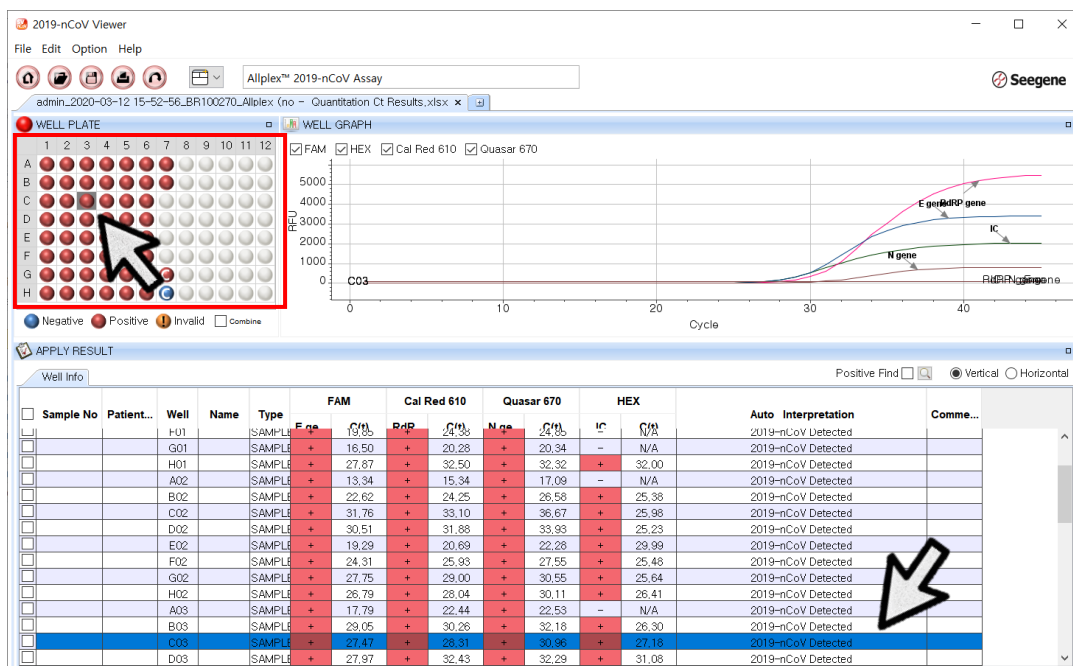 2019-nCoV Viewer
File Edit Option Help
Allplex™ 2019-nCoV Assay
Seegene
admin_2020-03-12 15-52-56_BR100270_Allplex (no - Quantitation Ct Results.xlsx ×
WELL PLATE
WELL GRAPH
1 2 3 4 5 6 7 8 9 10 11 12
A
B
C
D
E
F
G
H C
Negative Positive Invalid Combine
FAM HEX Cal Red 610 Quasar 670
RFU
5000
4000
3000
2000
1000
0
E gene RdRP gene
IC
N gene
C03
0 10 20 30 40
Cycle
APPLY RESULT
Well Info
Positive Find Vertical Horizontal
FAM Cal Red 610 Quasar 670 HEX
Sample No Patient... Well Name Type E ge C(t) RdR C(t) N ge C(t) IC C(t) Auto Interpretation Comme...
F01 SAMPLE + 19,85 + 24,38 + 24,85 - N/A 2019-nCoV Detected
G01 SAMPLE + 16,50 + 20,28 + 20,34 - N/A 2019-nCoV Detected
H01 SAMPLE + 27,87 + 32,50 + 32,32 + 32,00 2019-nCoV Detected
A02 SAMPLE + 13,34 + 15,34 + 17,09 - N/A 2019-nCoV Detected
B02 SAMPLE + 22,62 + 24,25 + 26,58 + 25,38 2019-nCoV Detected
C02 SAMPLE + 31,76 + 33,10 + 36,67 + 25,98 2019-nCoV Detected
D02 SAMPLE + 30,51 + 31,88 + 33,93 + 25,23 2019-nCoV Detected
E02 SAMPLE + 19,29 + 20,69 + 22,28 + 29,99 2019-nCoV Detected
F02 SAMPLE + 24,31 + 25,93 + 27,55 + 25,48 2019-nCoV Detected
G02 SAMPLE + 27,75 + 29,00 + 30,55 + 25,64 2019-nCoV Detected
H02 SAMPLE + 26,79 + 28,04 + 30,11 + 26,41 2019-nCoV Detected
A03 SAMPLE + 17,79 + 22,44 + 22,53 - N/A 2019-nCoV Detected
B03 SAMPLE + 29,05 + 30,26 + 32,18 + 26,30 2019-nCoV Detected
C03 SAMPLE + 27,47 + 28,31 + 30,96 + 27,18 2019-nCoV Detected
D03 SAMPLE + 27,97 + 32,43 + 32,29 + 31,08 2019-nCoV Detected